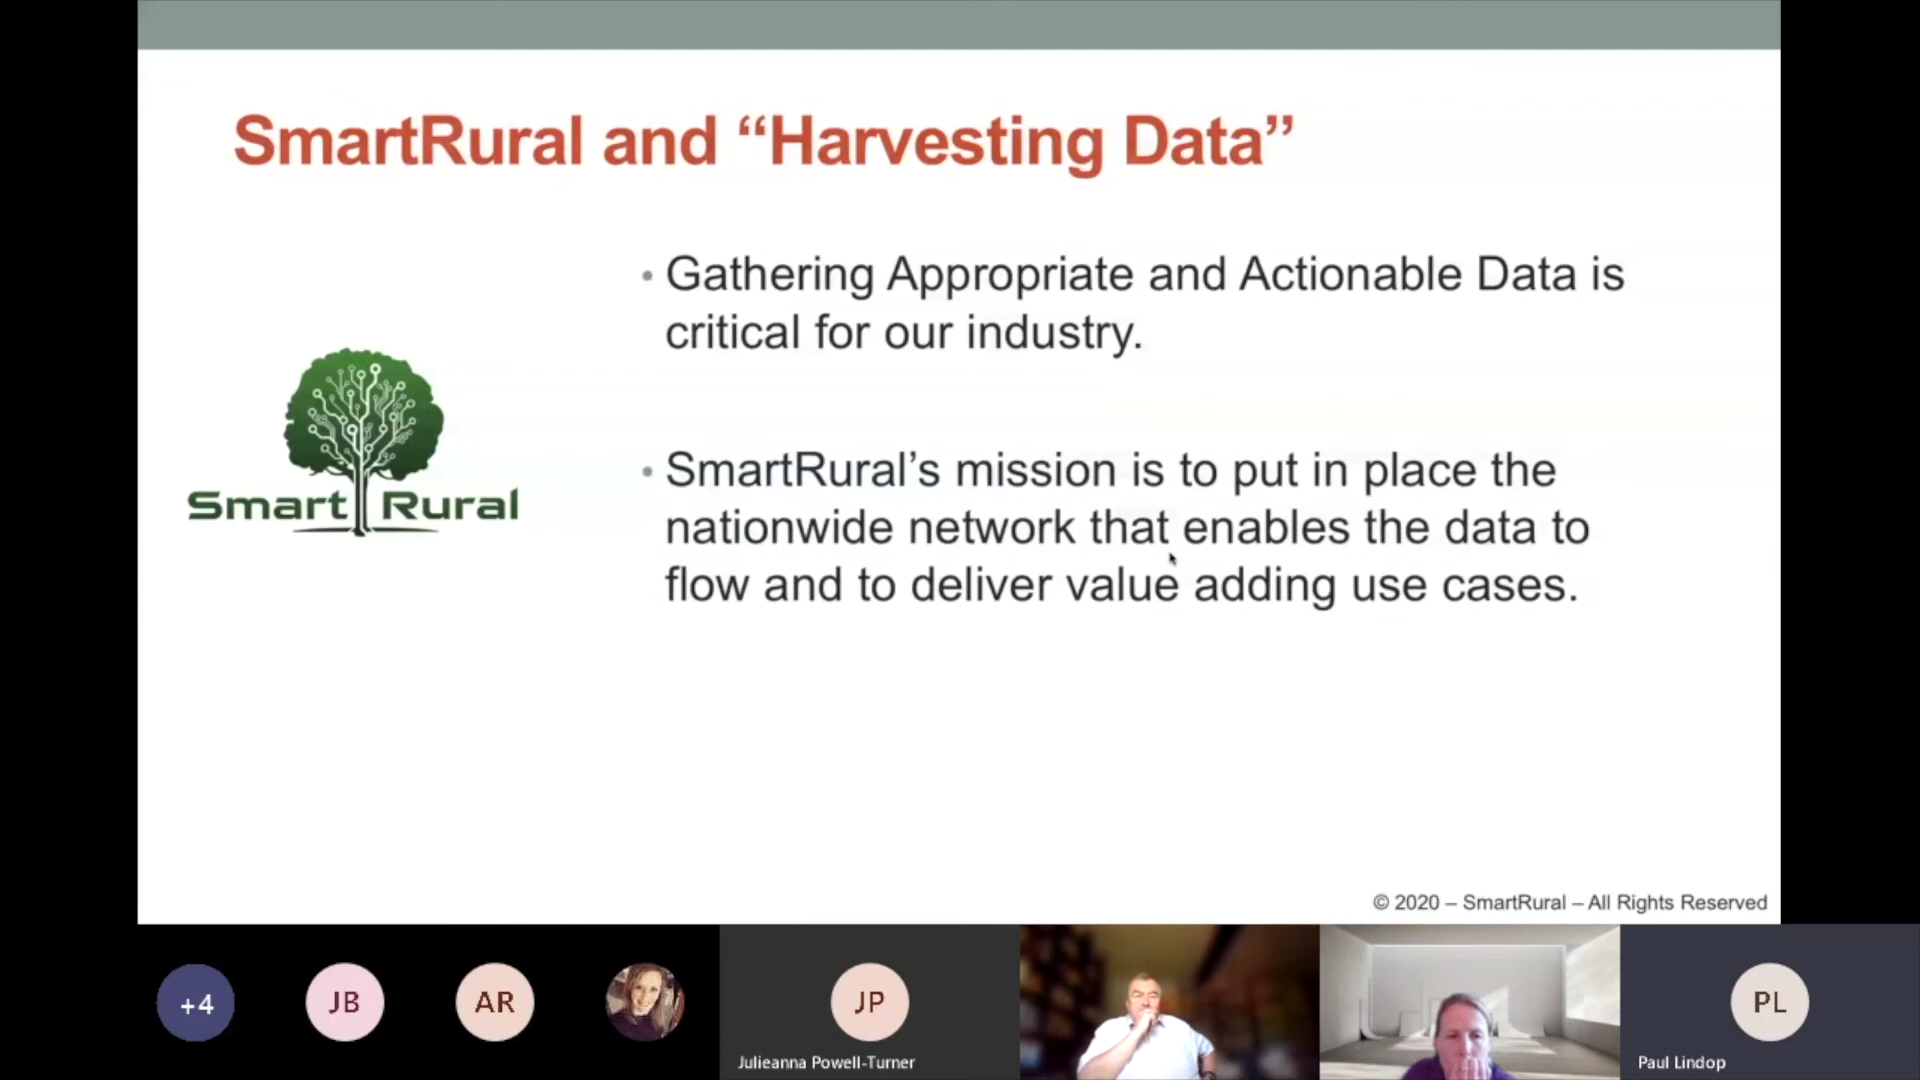 SmartRural and “Harvesting Data”
• Gathering Appropriate and Actionable Data is
critical for our industry.
Smart Rural
• SmartRural’s mission is to put in place the
nationwide network that enables the data to
flow and to deliver value adding use cases.
© 2020 – SmartRural – All Rights Reserved
+4
JB
AR
JP
Julieanna Powell-Turner
PL
Paul Lindop